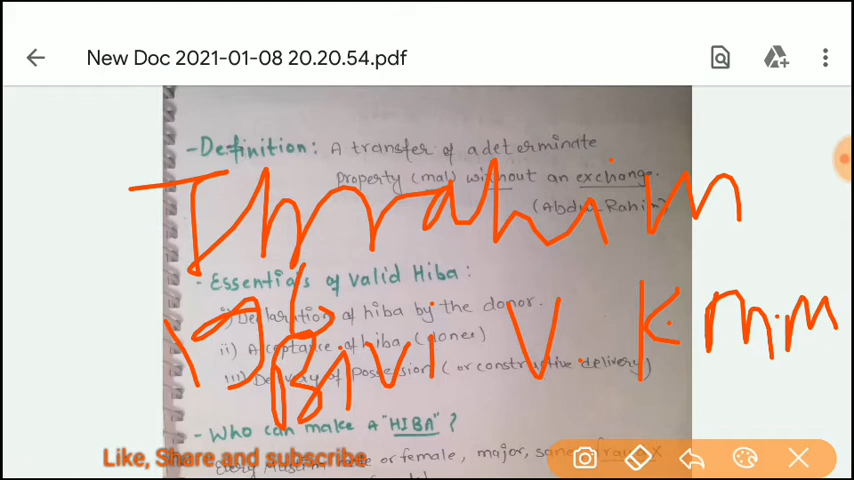 New Doc 2021-01-08 20.20.54.pdf
-Definition: A transfer of a determinate
Property (mal) without an exchange.
(Abdur-Rahim)
- Essentials of valid Hiba:
i) Declaration of hiba by the donor.
ii) Acceptance of hiba (donee)
iii) Delivery of Possession (or constructive delivery)
- Who can make a "HIBA"?
Like, Share and subscribe
or female, major, sane
Bivi V. K.